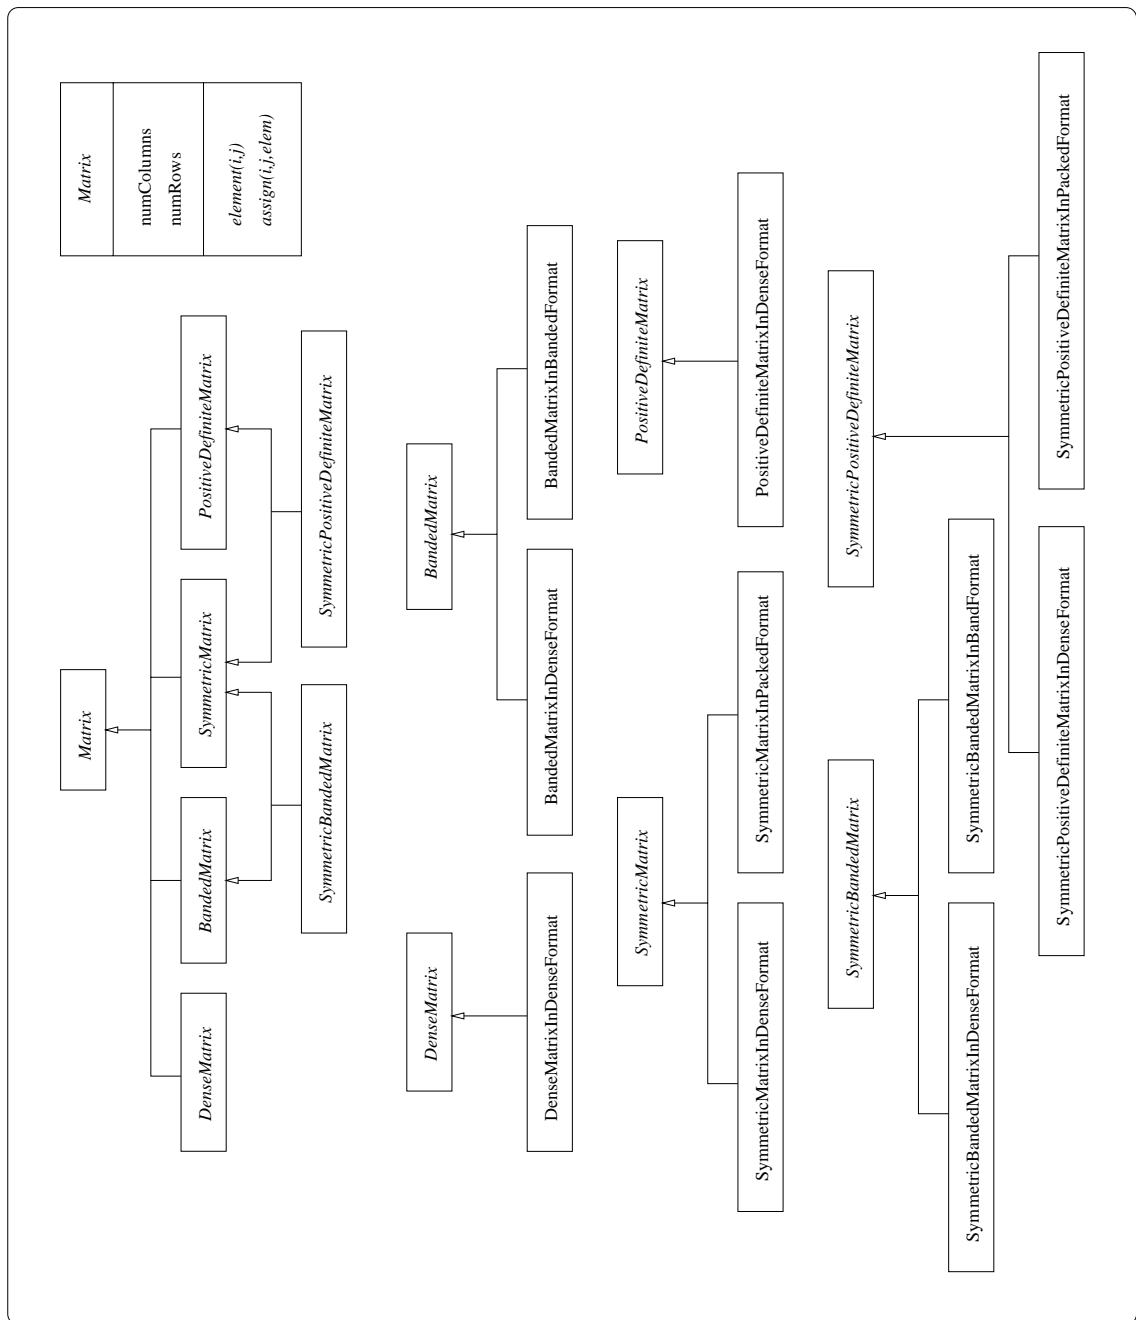 Matrix
numColumns
numRows
element(i,j)
assign(i,j,elem)
Matrix
DenseMatrix
BandedMatrix
SymmetricMatrix
PositiveDefiniteMatrix
SymmetricBandedMatrix
SymmetricPositiveDefiniteMatrix
DenseMatrix
BandedMatrix
DenseMatrixInDenseFormat
BandedMatrixInDenseFormat
BandedMatrixInBandedFormat
SymmetricMatrix
PositiveDefiniteMatrix
SymmetricMatrixInDenseFormat
SymmetricMatrixInPackedFormat
PositiveDefiniteMatrixInDenseFormat
SymmetricBandedMatrix
SymmetricPositiveDefiniteMatrix
SymmetricBandedMatrixInDenseFormat
SymmetricBandedMatrixInBandFormat
SymmetricPositiveDefiniteMatrixInDenseFormat
SymmetricPositiveDefiniteMatrixInPackedFormat